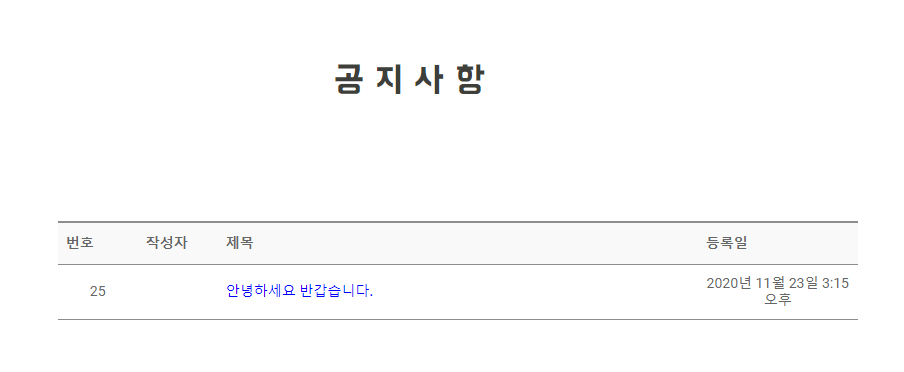 공 지 사 항
번호 작성자 제목 등록일
25 안녕하세요 반갑습니다. 2020년 11월 23일 3:15
오후